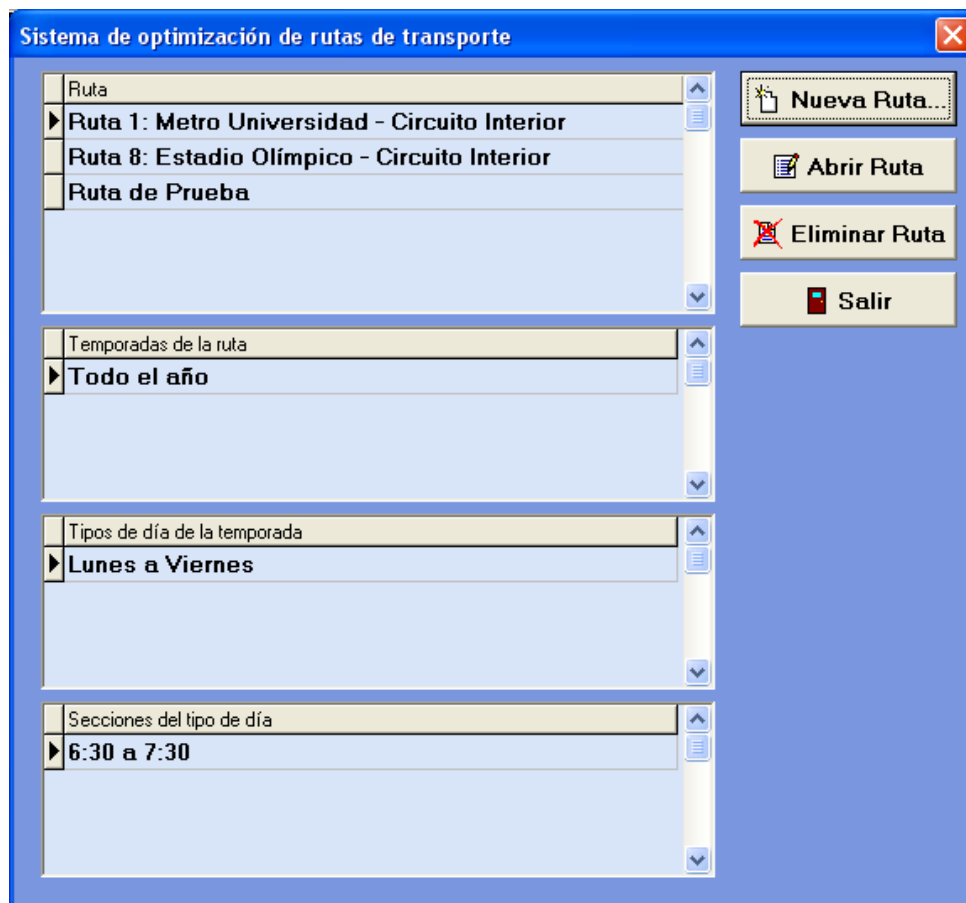 Sistema de optimización de rutas de transporte
Ruta
Ruta 1: Metro Universidad - Circuito Interior
Ruta 8: Estadio Olímpico - Circuito Interior
Ruta de Prueba
Nueva Ruta...
Abrir Ruta
Eliminar Ruta
Salir
Temporadas de la ruta
Todo el año
Tipos de día de la temporada
Lunes a Viernes
Secciones del tipo de día
6:30 a 7:30